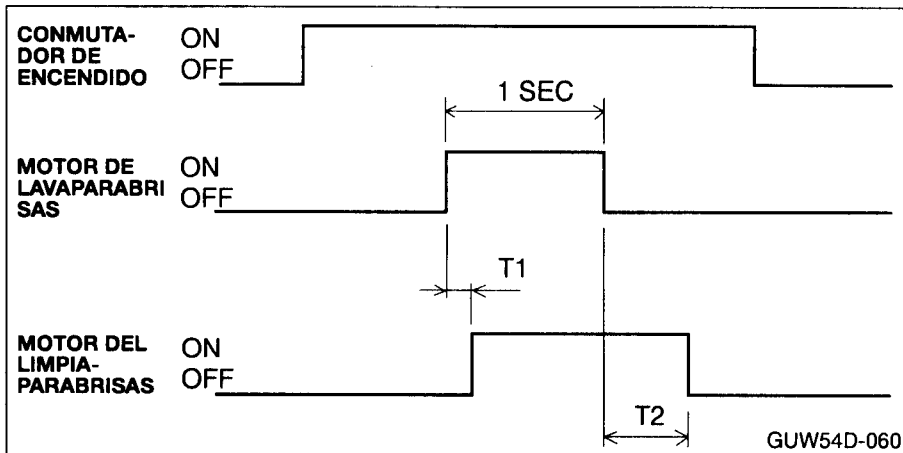 CONMUTA-
DOR DE
ENCENDIDO
ON
OFF
1 SEC
MOTOR DE
LAVAPARABRI
SAS
ON
OFF
T1
MOTOR DEL
LIMPIA-
PARABRISAS
ON
OFF
T2
GUW54D-060